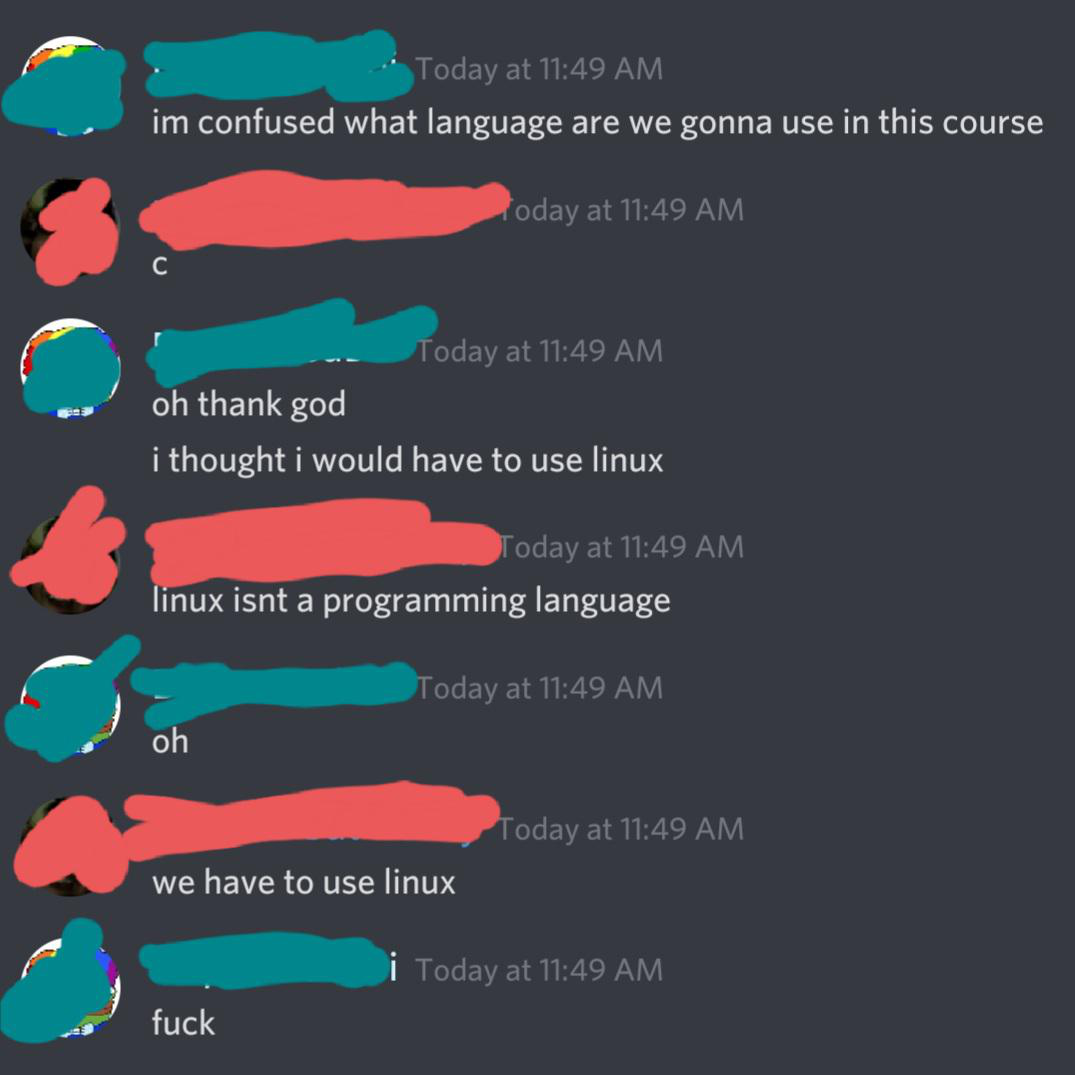 Today at 11:49 AM
im confused what language are we gonna use in this course
Today at 11:49 AM
c
Today at 11:49 AM
oh thank god
i thought i would have to use linux
Today at 11:49 AM
linux isnt a programming language
Today at 11:49 AM
oh
Today at 11:49 AM
we have to use linux
i Today at 11:49 AM
fuck